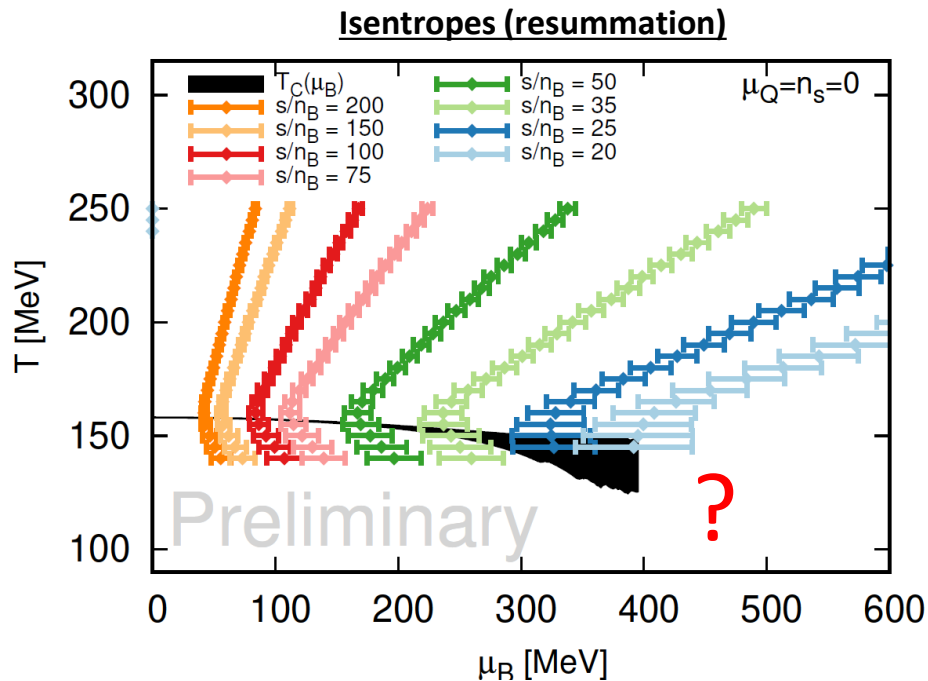 Isentropes (resummation)
T_C(μ_B)
s/n_B = 200
s/n_B = 150
s/n_B = 100
s/n_B = 75
s/n_B = 50
s/n_B = 35
s/n_B = 25
s/n_B = 20
μ_Q=n_s=0
300
250
200
150
100
T [MeV]
Preliminary
?
0 100 200 300 400 500 600
μ_B [MeV]